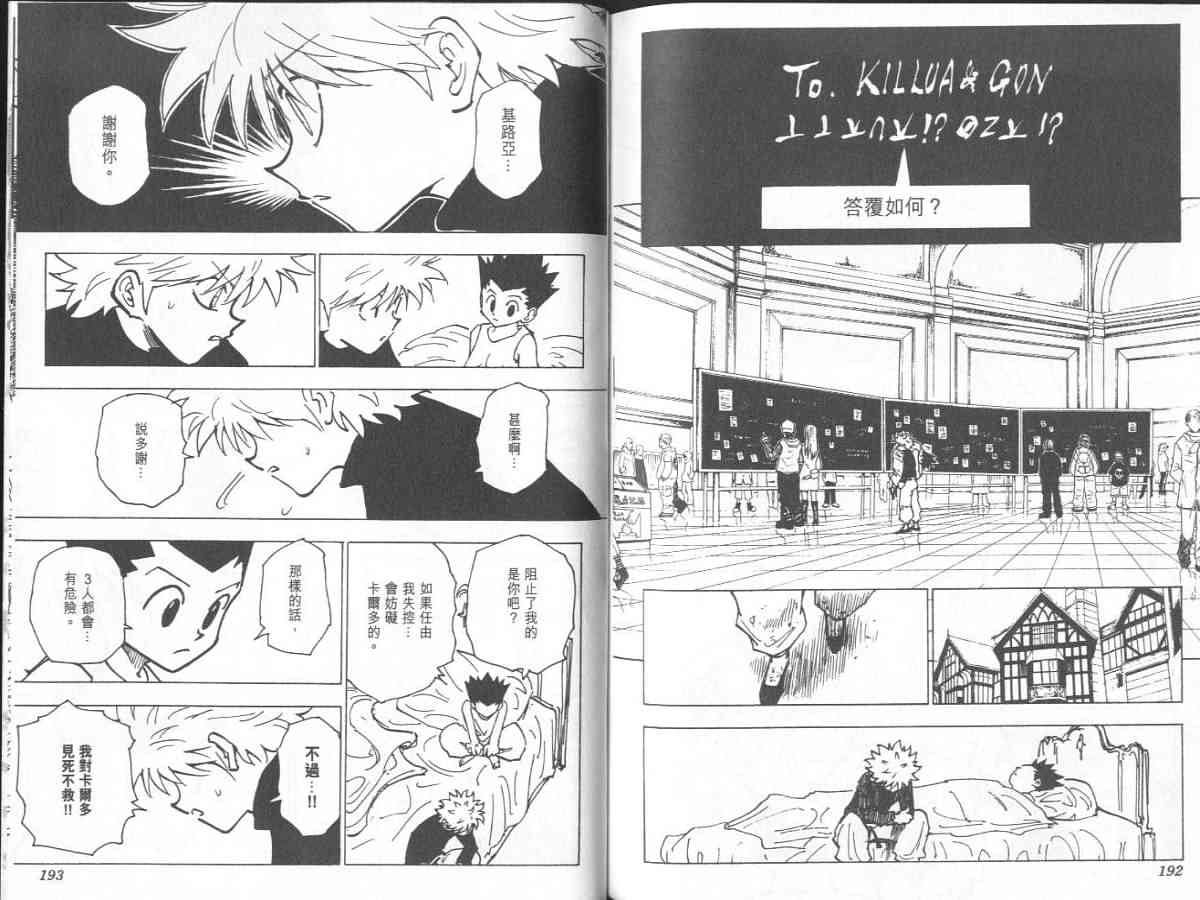 To. KILLUA & GON
答覆如何？
192
基路亞…
謝謝你。
甚麼啊…
說多謝…
阻止了我的
是你吧？
如果任由
我失控…
會妨礙
卡爾多的。
那樣的話，
3人都會…
有危險。
不過…!!
我對卡爾多
見死不救!!
193